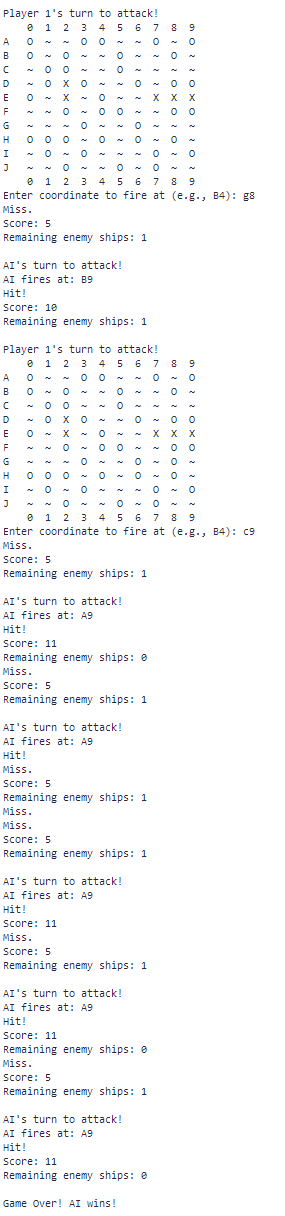 Player 1's turn to attack!
    0  1  2  3  4  5  6  7  8  9
A   O  ~  ~  O  O  ~  ~  O  ~  O
B   O  ~  O  ~  ~  O  ~  ~  O  ~
C   ~  O  O  ~  ~  O  ~  ~  ~  ~
D   ~  O  X  O  ~  ~  O  ~  O  O
E   O  ~  X  ~  O  ~  ~  X  X  X
F   ~  ~  O  ~  O  O  ~  ~  O  O
G   ~  ~  ~  O  ~  ~  O  ~  ~  ~
H   O  O  O  ~  O  ~  O  ~  O  ~
I   ~  O  ~  O  ~  ~  ~  O  ~  O
J   ~  ~  O  ~  ~  O  ~  O  ~  ~
    0  1  2  3  4  5  6  7  8  9
Enter coordinate to fire at (e.g., B4): g8
Miss.
Score: 5
Remaining enemy ships: 1

AI's turn to attack!
AI fires at: B9
Hit!
Score: 10
Remaining enemy ships: 1

Player 1's turn to attack!
    0  1  2  3  4  5  6  7  8  9
A   O  ~  ~  O  O  ~  ~  O  ~  O
B   O  ~  O  ~  ~  O  ~  ~  O  ~
C   ~  O  O  ~  ~  O  ~  ~  ~  ~
D   ~  O  X  O  ~  ~  O  ~  O  O
E   O  ~  X  ~  O  ~  ~  X  X  X
F   ~  ~  O  ~  O  O  ~  ~  O  O
G   ~  ~  ~  O  ~  ~  O  ~  O  ~
H   O  O  O  ~  O  ~  O  ~  O  ~
I   ~  O  ~  O  ~  ~  ~  O  ~  O
J   ~  ~  O  ~  ~  O  ~  O  ~  ~
    0  1  2  3  4  5  6  7  8  9
Enter coordinate to fire at (e.g., B4): c9
Miss.
Score: 5
Remaining enemy ships: 1

AI's turn to attack!
AI fires at: A9
Hit!
Score: 11
Remaining enemy ships: 0
Miss.
Score: 5
Remaining enemy ships: 1

AI's turn to attack!
AI fires at: A9
Hit!
Miss.
Score: 5
Remaining enemy ships: 1
Miss.
Miss.
Score: 5
Remaining enemy ships: 1

AI's turn to attack!
AI fires at: A9
Hit!
Score: 11
Miss.
Score: 5
Remaining enemy ships: 1

AI's turn to attack!
AI fires at: A9
Hit!
Score: 11
Remaining enemy ships: 0
Miss.
Score: 5
Remaining enemy ships: 1

AI's turn to attack!
AI fires at: A9
Hit!
Score: 11
Remaining enemy ships: 0

Game Over! AI wins!